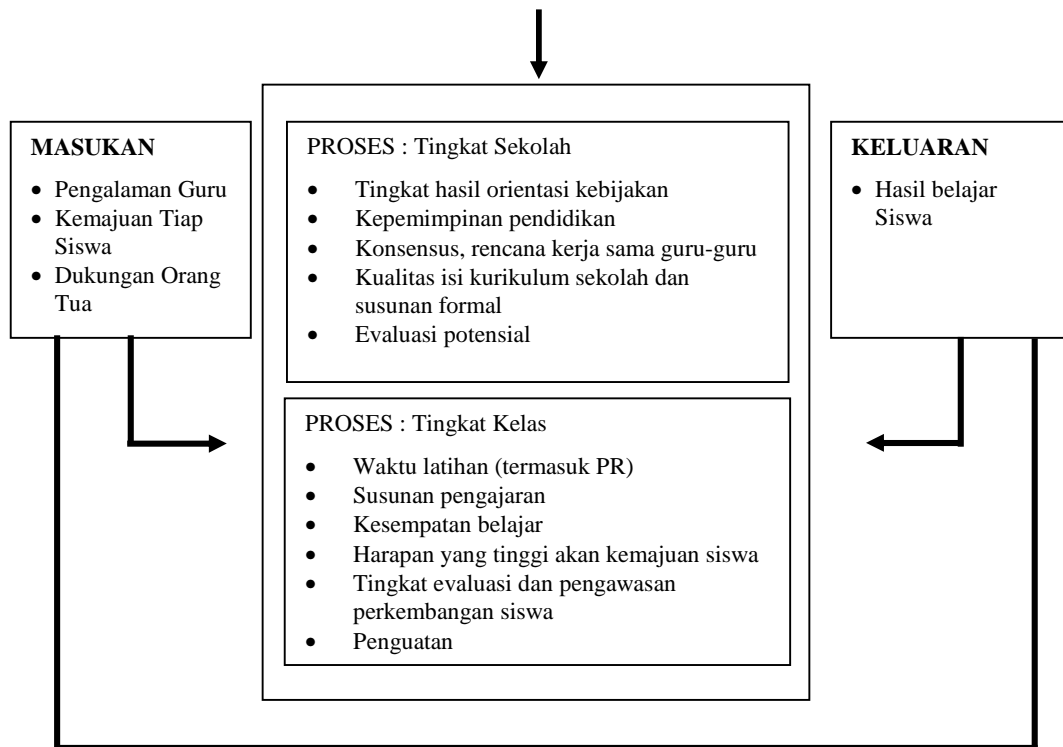 MASUKAN
• Pengalaman Guru
• Kemajuan Tiap
Siswa
• Dukungan Orang
Tua
PROSES : Tingkat Sekolah
• Tingkat hasil orientasi kebijakan
• Kepemimpinan pendidikan
• Konsensus, rencana kerja sama guru-guru
• Kualitas isi kurikulum sekolah dan
susunan formal
• Evaluasi potensial
PROSES : Tingkat Kelas
• Waktu latihan (termasuk PR)
• Susunan pengajaran
• Kesempatan belajar
• Harapan yang tinggi akan kemajuan siswa
• Tingkat evaluasi dan pengawasan
perkembangan siswa
• Penguatan
KELUARAN
• Hasil belajar
Siswa